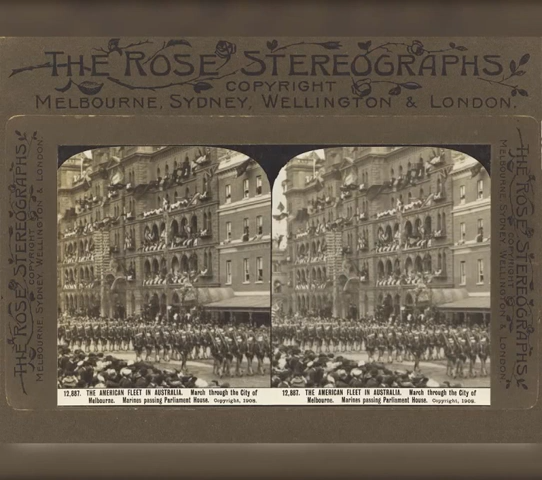 THE ROSE STEREOGRAPHS
COPYRIGHT
MELBOURNE, SYDNEY, WELLINGTON & LONDON.
THE ROSE STEREOGRAPHS
COPYRIGHT
MELBOURNE SYDNEY WELLINGTON & LONDON.
12,887. THE AMERICAN FLEET IN AUSTRALIA. March through the City of
Melbourne. Marines passing Parliament House. Copyright, 1908.
12,887. THE AMERICAN FLEET IN AUSTRALIA. March through the City of
Melbourne. Marines passing Parliament House. Copyright, 1908.
THE ROSE STEREOGRAPHS
COPYRIGHT
MELBOURNE, SYDNEY, WELLINGTON & LONDON.